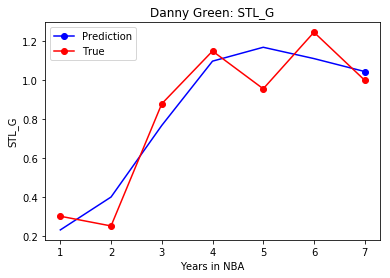 Danny Green: STL_G
Prediction
True
STL_G
1.2
1.0
0.8
0.6
0.4
0.2
1 2 3 4 5 6 7
Years in NBA